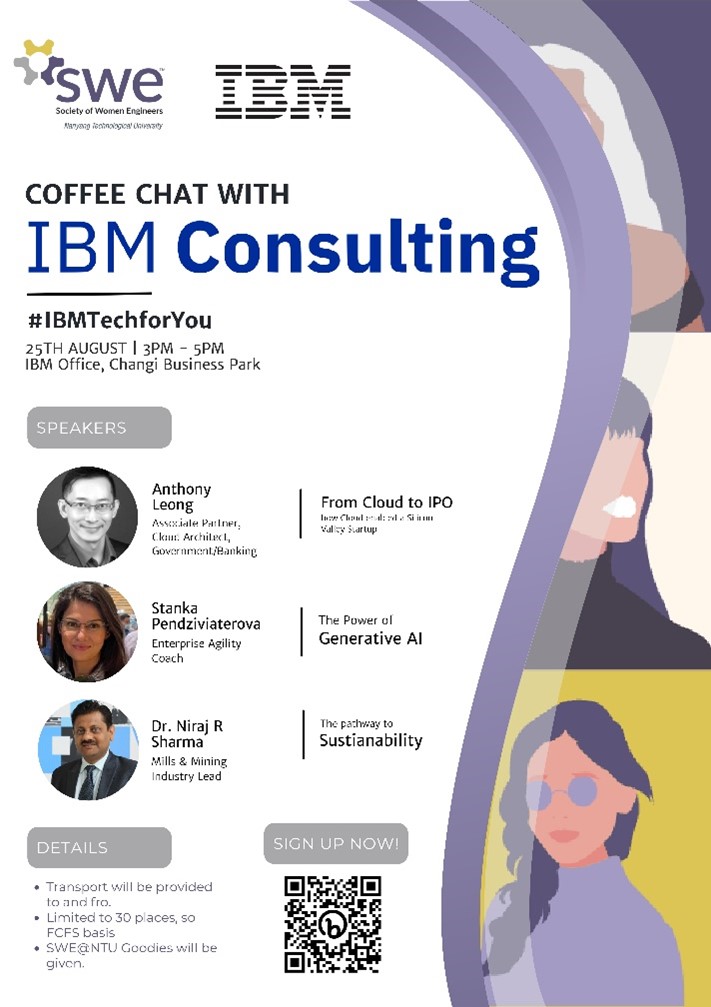 swe
Society of Women Engineers
Nanyang Technological University
IBM
COFFEE CHAT WITH
IBM Consulting
#IBMTechforYou
25TH AUGUST | 3PM - 5PM
IBM Office, Changi Business Park
SPEAKERS
Anthony
Leong
Associate Partner,
Cloud Architect,
Government/Banking
From Cloud to IPO
how Cloud enabled a Silicon
Valley Startup
Stanka
Pendziviaterova
Enterprise Agility
Coach
The Power of
Generative AI
Dr. Niraj R
Sharma
Mills & Mining
Industry Lead
The pathway to
Sustianability
DETAILS
• Transport will be provided
to and fro.
• Limited to 30 places, so
FCFS basis
• SWE@NTU Goodies will be
given.
SIGN UP NOW!
b